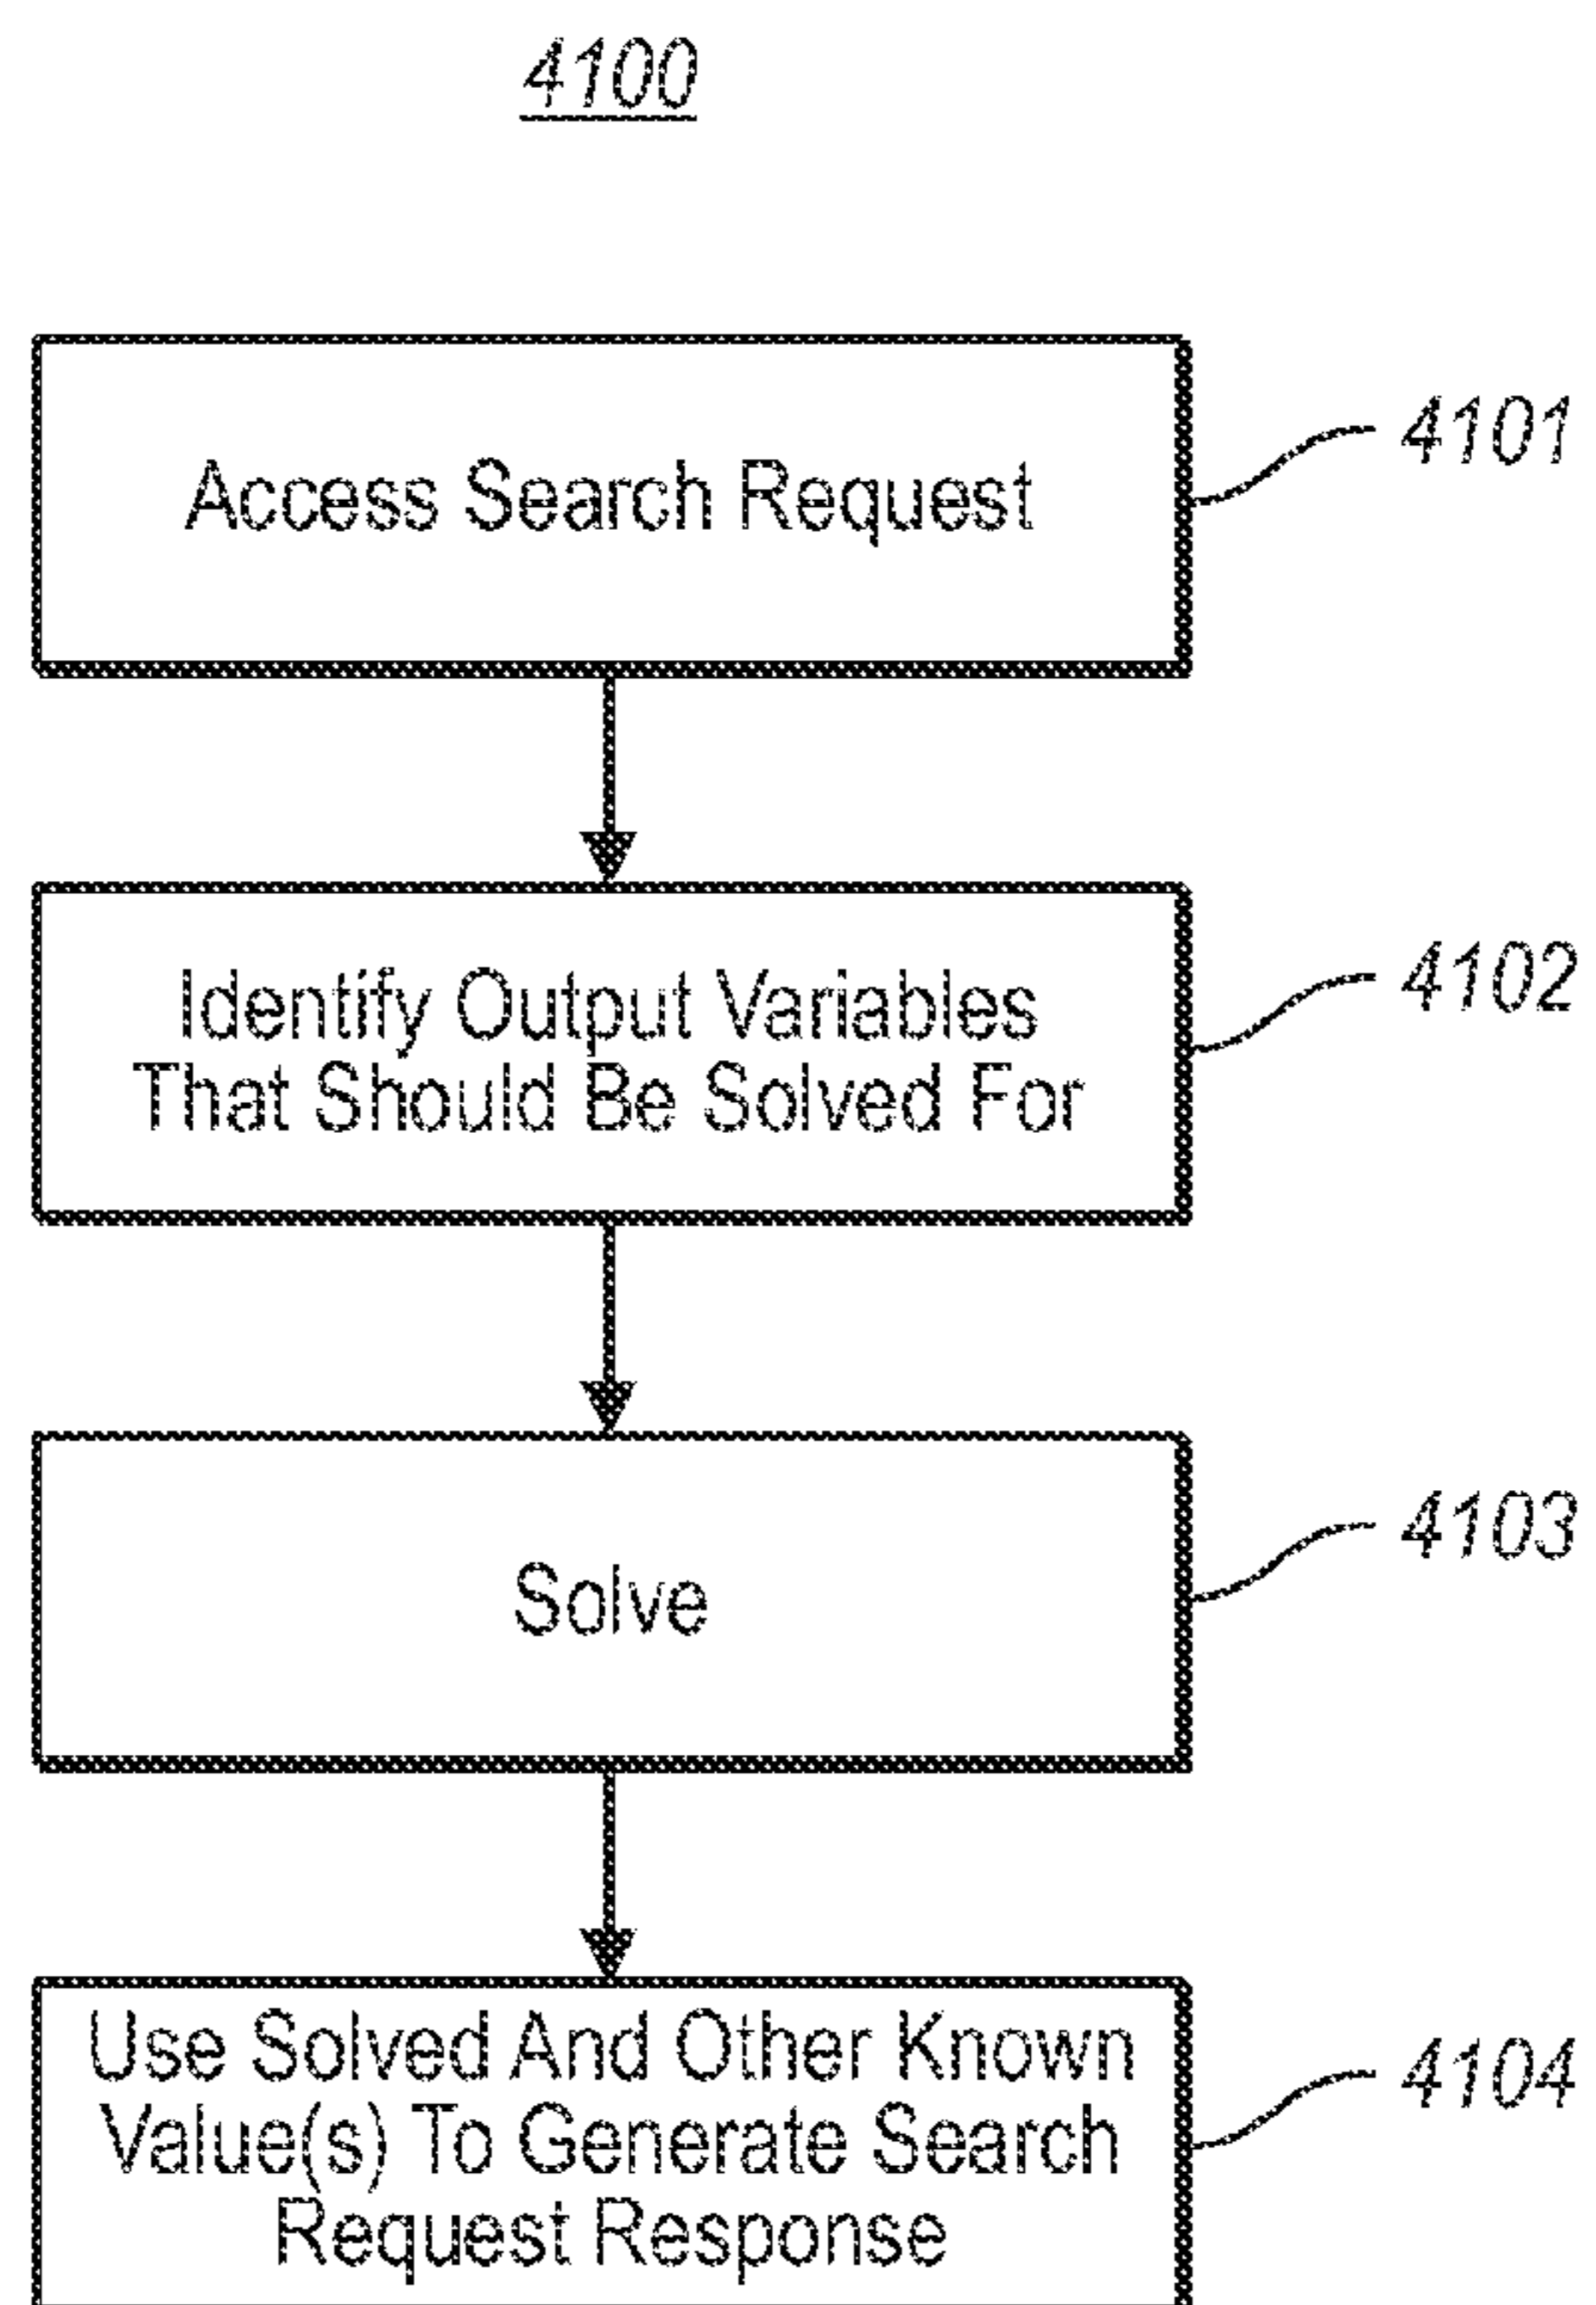 4100
Access Search Request
4101
Identify Output Variables
That Should Be Solved For
4102
Solve
4103
Use Solved And Other Known
Value(s) To Generate Search
Request Response
4104